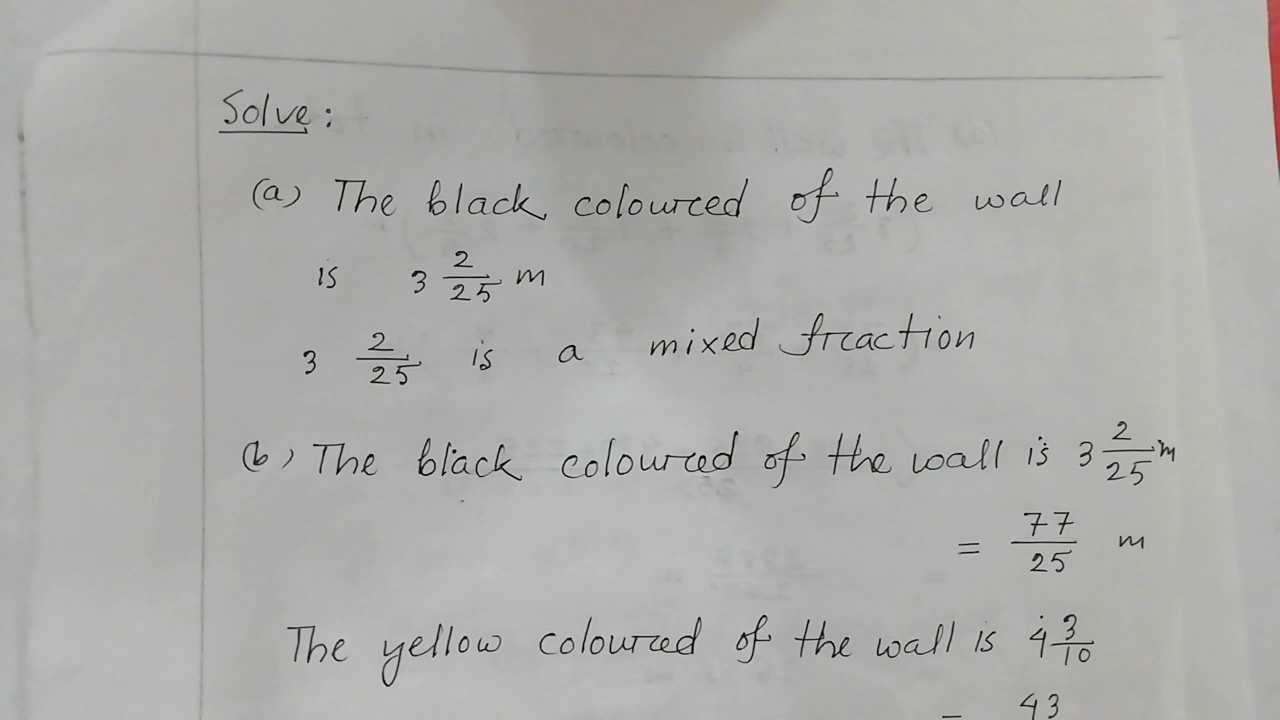 Solve:
(a) The black coloured of the wall
is 3 2/25 m
3 2/25 is a mixed fraction
(b) The black coloured of the wall is 3 2/25 m
= 77/25 m
The yellow coloured of the wall is 4 3/10
= 43